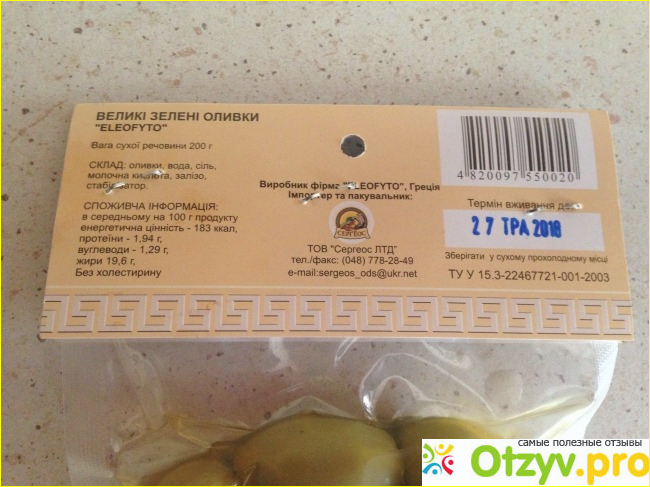 ВЕЛИКІ ЗЕЛЕНІ ОЛИВКИ
"ELEOFYTO"
Вага сухої речовини 200 г
СКЛАД: оливки, вода, сіль,
молочна кислота, залізо,
стабілізатор.
СПОЖИВЧА ІНФОРМАЦІЯ:
в середньому на 100 г продукту
енергетична цінність - 183 ккал,
протеїни - 1,94 г,
вуглеводи - 1,29 г,
жири 19,6 г,
Без холестирину
Виробник фірма "ELEOFYTO", Греція
Імпортер та пакувальник:
СЕРГЕОС
ТОВ "Сергеос ЛТД"
тел./факс: (048) 778-28-49
e-mail:sergeos_ods@ukr.net
4 820097 550020
Термін вживання до:
27 ТРА 2018
Зберігати у сухому прохолодному місці
ТУ У 15.3-22467721-001-2003
самые полезные отзывы
Otzyv.pro